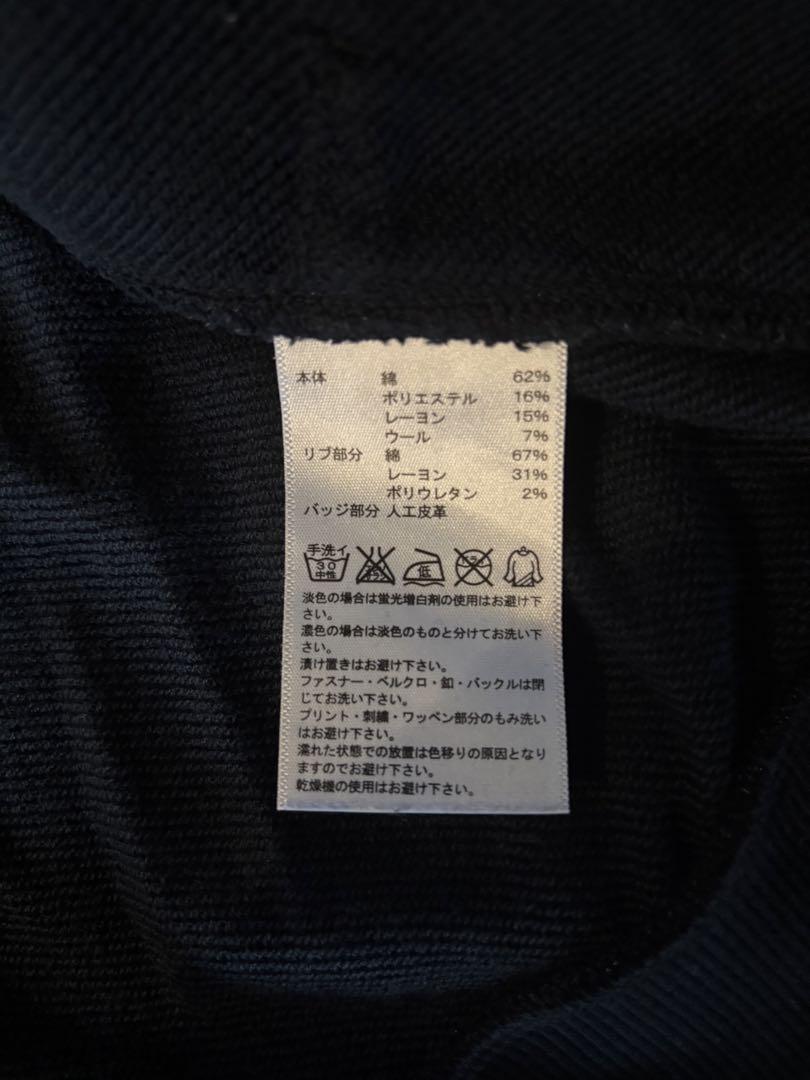 本体 綿 62%
ポリエステル 16%
レーヨン 15%
ウール 7%
リブ部分 綿 67%
レーヨン 31%
ポリウレタン 2%
バッジ部分 人工皮革
手洗イ
30 低
中性
淡色の場合は蛍光増白剤の使用はお避け下
さい。
濃色の場合は淡色のものと分けてお洗い下
さい。
漬け置きはお避け下さい。
ファスナー・ベルクロ・釦・バックルは閉
じてお洗い下さい。
プリント・刺繍・ワッペン部分のもみ洗い
はお避け下さい。
濡れた状態での放置は色移りの原因となり
ますのでお避け下さい。
乾燥機の使用はお避け下さい。